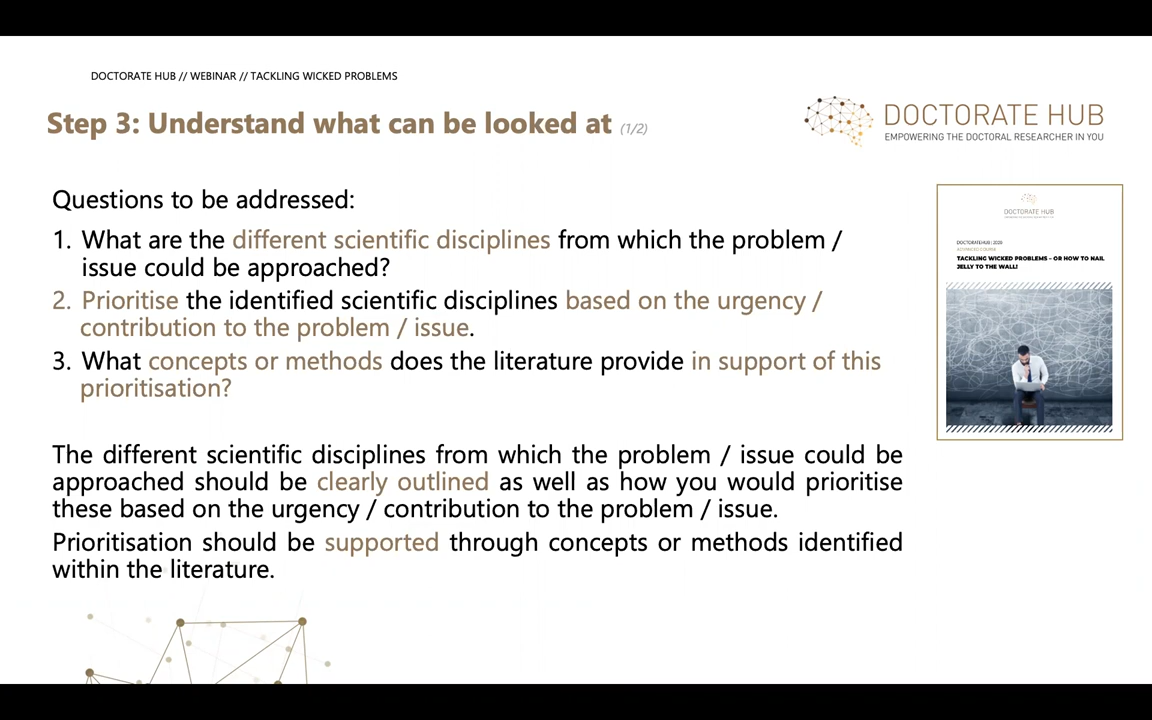 DOCTORATE HUB // WEBINAR // TACKLING WICKED PROBLEMS
Step 3: Understand what can be looked at (1/2)
DOCTORATE HUB
EMPOWERING THE DOCTORAL RESEARCHER IN YOU
Questions to be addressed:
1. What are the different scientific disciplines from which the problem /
issue could be approached?
2. Prioritise the identified scientific disciplines based on the urgency /
contribution to the problem / issue.
3. What concepts or methods does the literature provide in support of this
prioritisation?
The different scientific disciplines from which the problem / issue could be
approached should be clearly outlined as well as how you would prioritise
these based on the urgency / contribution to the problem / issue.
Prioritisation should be supported through concepts or methods identified
within the literature.
DOCTORATE HUB
TACKLING WICKED PROBLEMS – OR HOW TO NAIL
JELLY TO THE WALL!